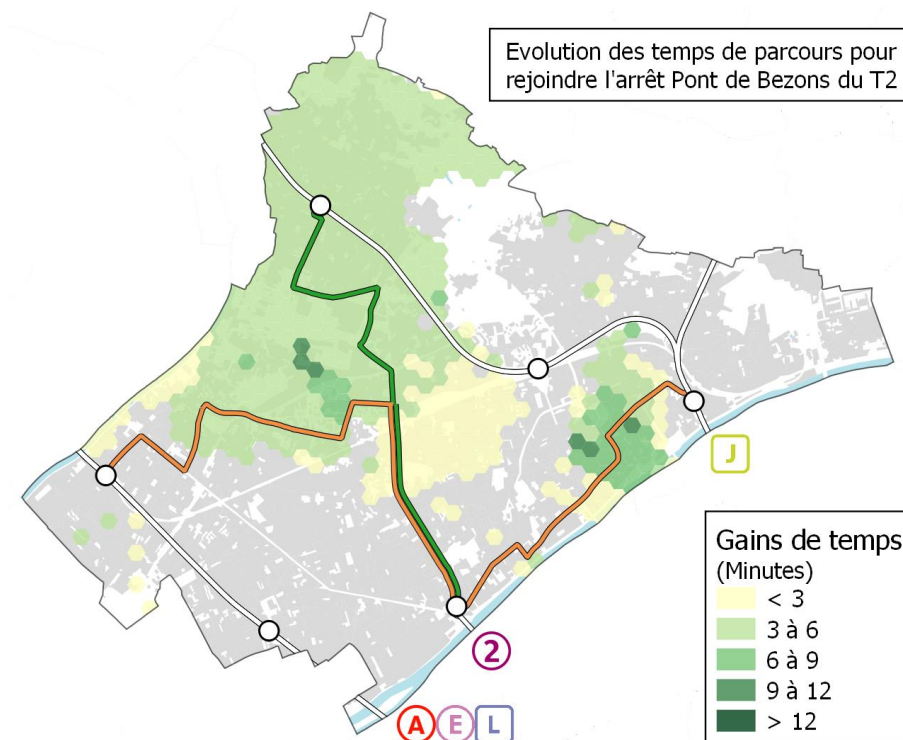 Evolution des temps de parcours pour
rejoindre l'arrêt Pont de Bezons du T2
J
Gains de temps
(Minutes)
< 3
3 à 6
6 à 9
9 à 12
> 12
2
A E L